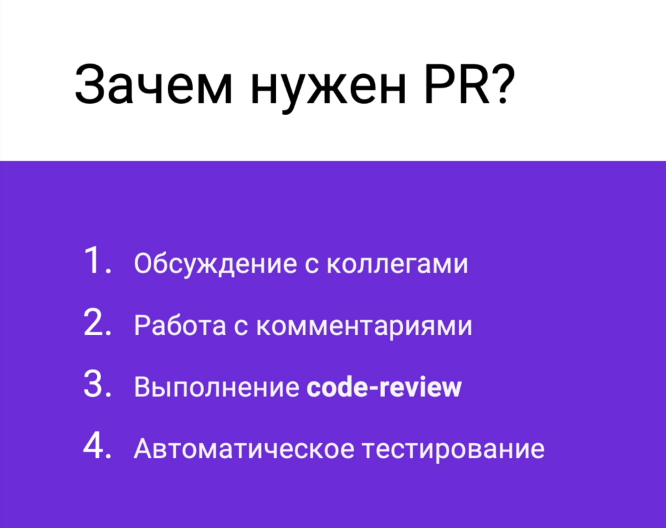 Зачем нужен PR?
1. Обсуждение с коллегами
2. Работа с комментариями
3. Выполнение code-review
4. Автоматическое тестирование